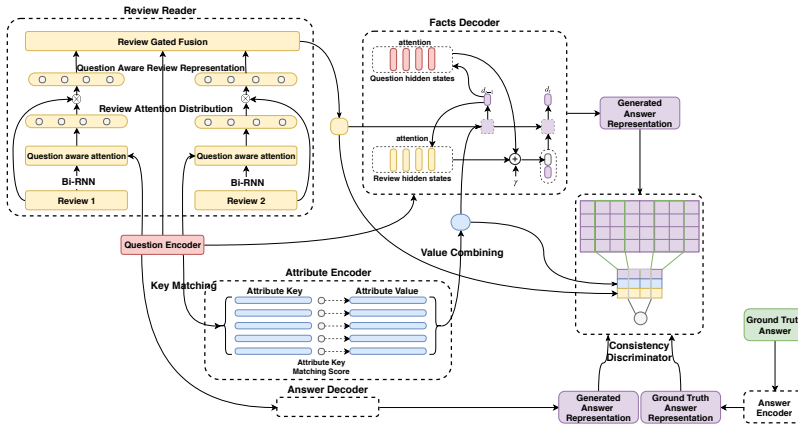 Review Reader
Review Gated Fusion
Question Aware Review Representation
Review Attention Distribution
Question aware attention
Question aware attention
Bi-RNN
Bi-RNN
Review 1
Review 2
Facts Decoder
attention
Question hidden states
attention
Review hidden states
γ
Generated
Answer
Representation
Question Encoder
Key Matching
Value Combining
Attribute Encoder
Attribute Key
Attribute Value
Attribute Key
Matching Score
Answer Decoder
Consistency
Discriminator
Ground Truth
Answer
Generated
Answer
Representation
Ground Truth
Answer
Representation
Answer
Encoder